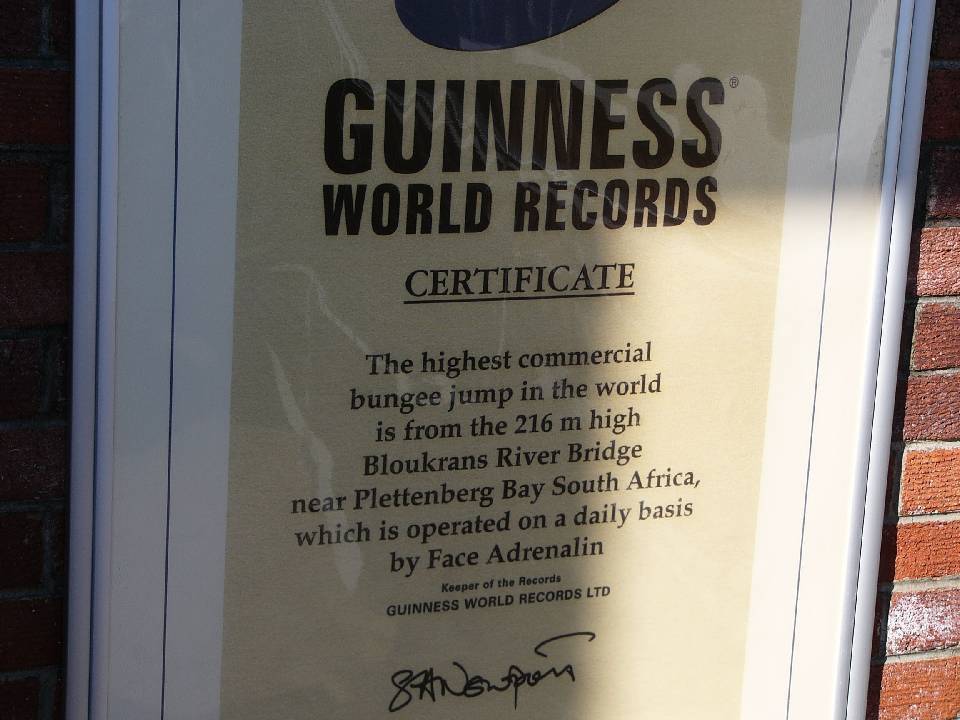 GUINNESS®
WORLD RECORDS
CERTIFICATE
The highest commercial
bungee jump in the world
is from the 216 m high
Bloukrans River Bridge
near Plettenberg Bay South Africa,
which is operated on a daily basis
by Face Adrenalin
Keeper of the Records
GUINNESS WORLD RECORDS LTD